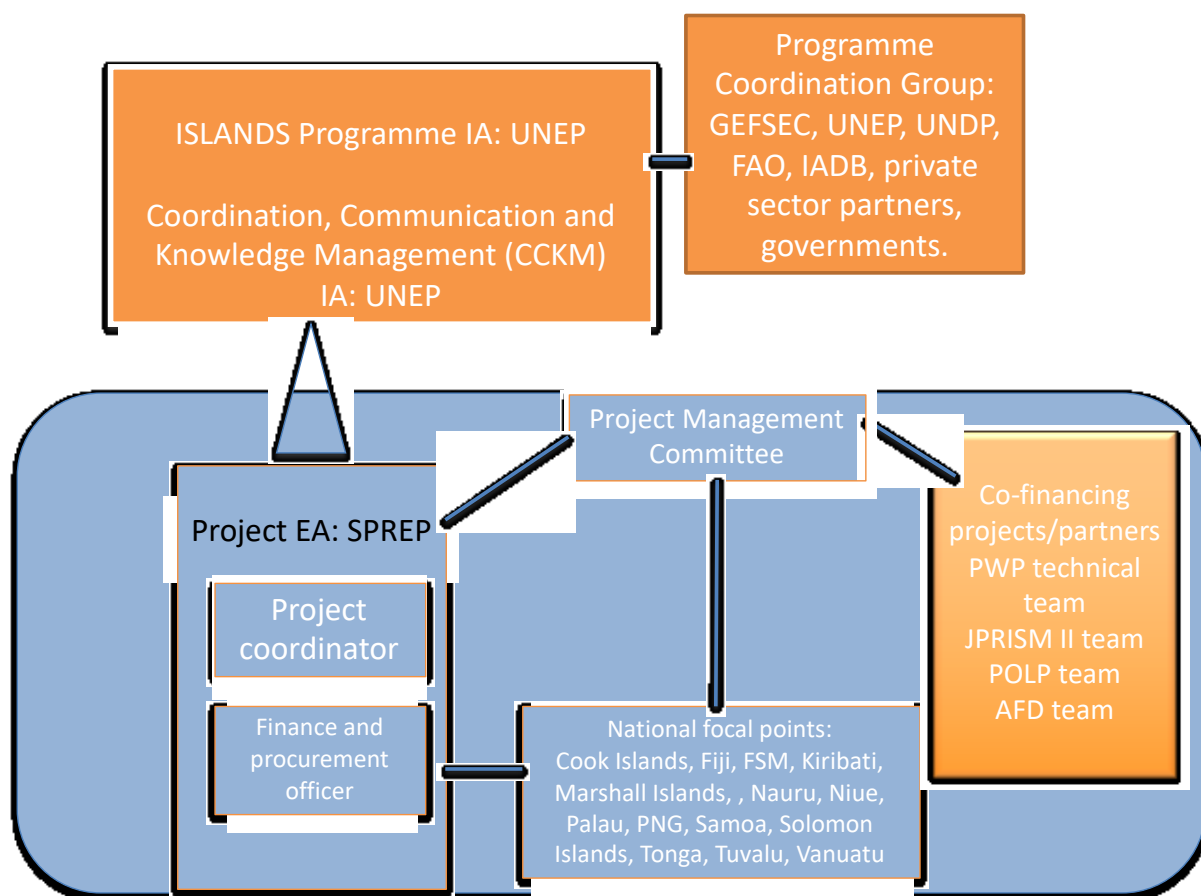 Programme
Coordination Group:
GEFSEC, UNEP, UNDP,
FAO, IADB, private
sector partners,
governments.
ISLANDS Programme IA: UNEP
Coordination, Communication and
Knowledge Management (CCKM)
IA: UNEP
Project Management
Committee
Project EA: SPREP
Project
coordinator
Finance and
procurement
officer
National focal points:
Cook Islands, Fiji, FSM, Kiribati,
Marshall Islands, , Nauru, Niue,
Palau, PNG, Samoa, Solomon
Islands, Tonga, Tuvalu, Vanuatu
Co-financing
projects/partners
PWP technical
team
JPRISM II team
POLP team
AFD team